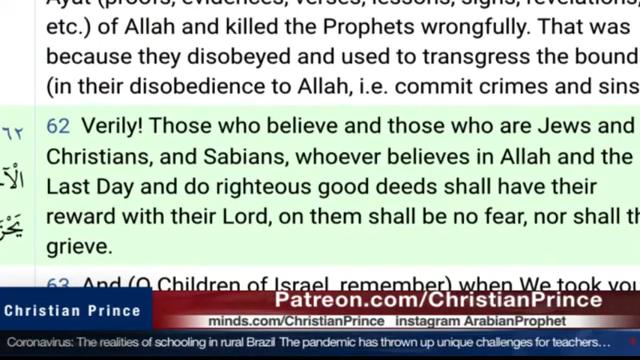 Ayat (proofs, evidences, verses, lessons, signs, revelations,
etc.) of Allah and killed the Prophets wrongfully. That was
because they disobeyed and used to transgress the bound
(in their disobedience to Allah, i.e. commit crimes and sins
٦٢ 62 Verily! Those who believe and those who are Jews and
Christians, and Sabians, whoever believes in Allah and the
Last Day and do righteous good deeds shall have their
reward with their Lord, on them shall be no fear, nor shall th
grieve.
63 And (O Children of Israel, remember) when We took you
Christian Prince
Patreon.com/ChristianPrince
minds.com/ChristianPrince instagram ArabianProphet
Coronavirus: The realities of schooling in rural Brazil The pandemic has thrown up unique challenges for teachers...